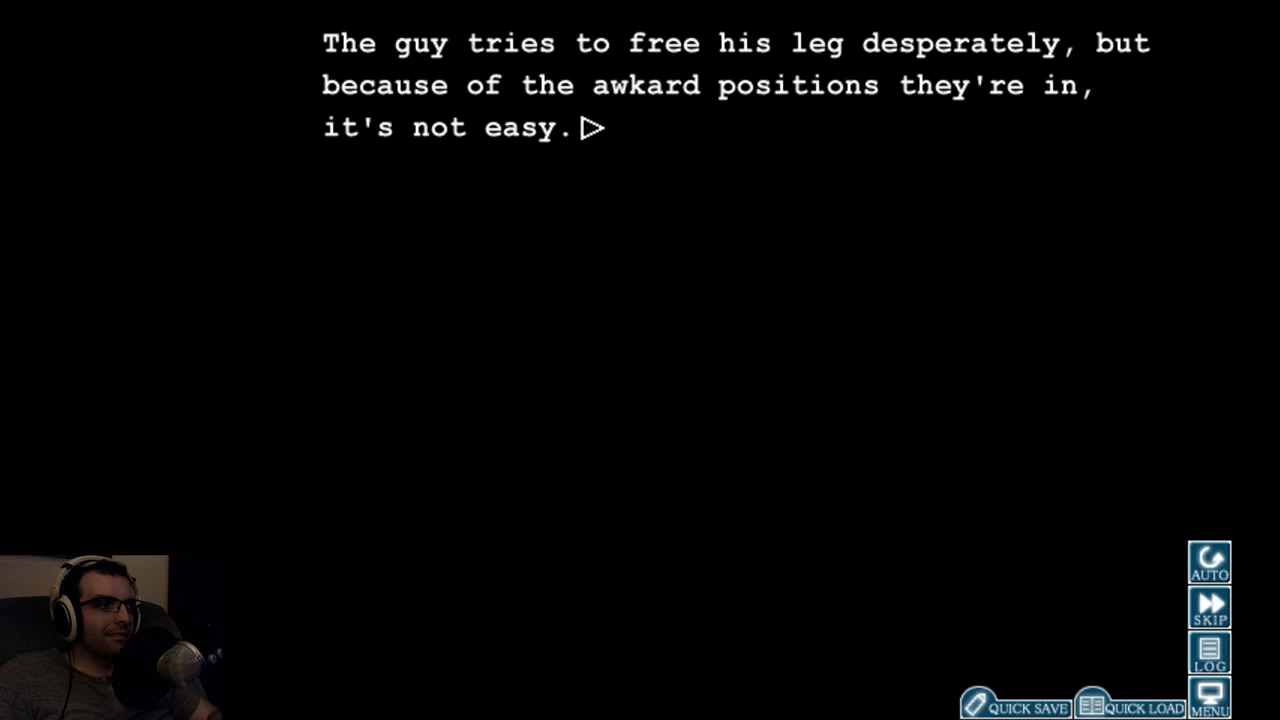 The guy tries to free his leg desperately, but
because of the awkard positions they're in,
it's not easy.
AUTO
SKIP
LOG
QUICK SAVE
QUICK LOAD
MENU